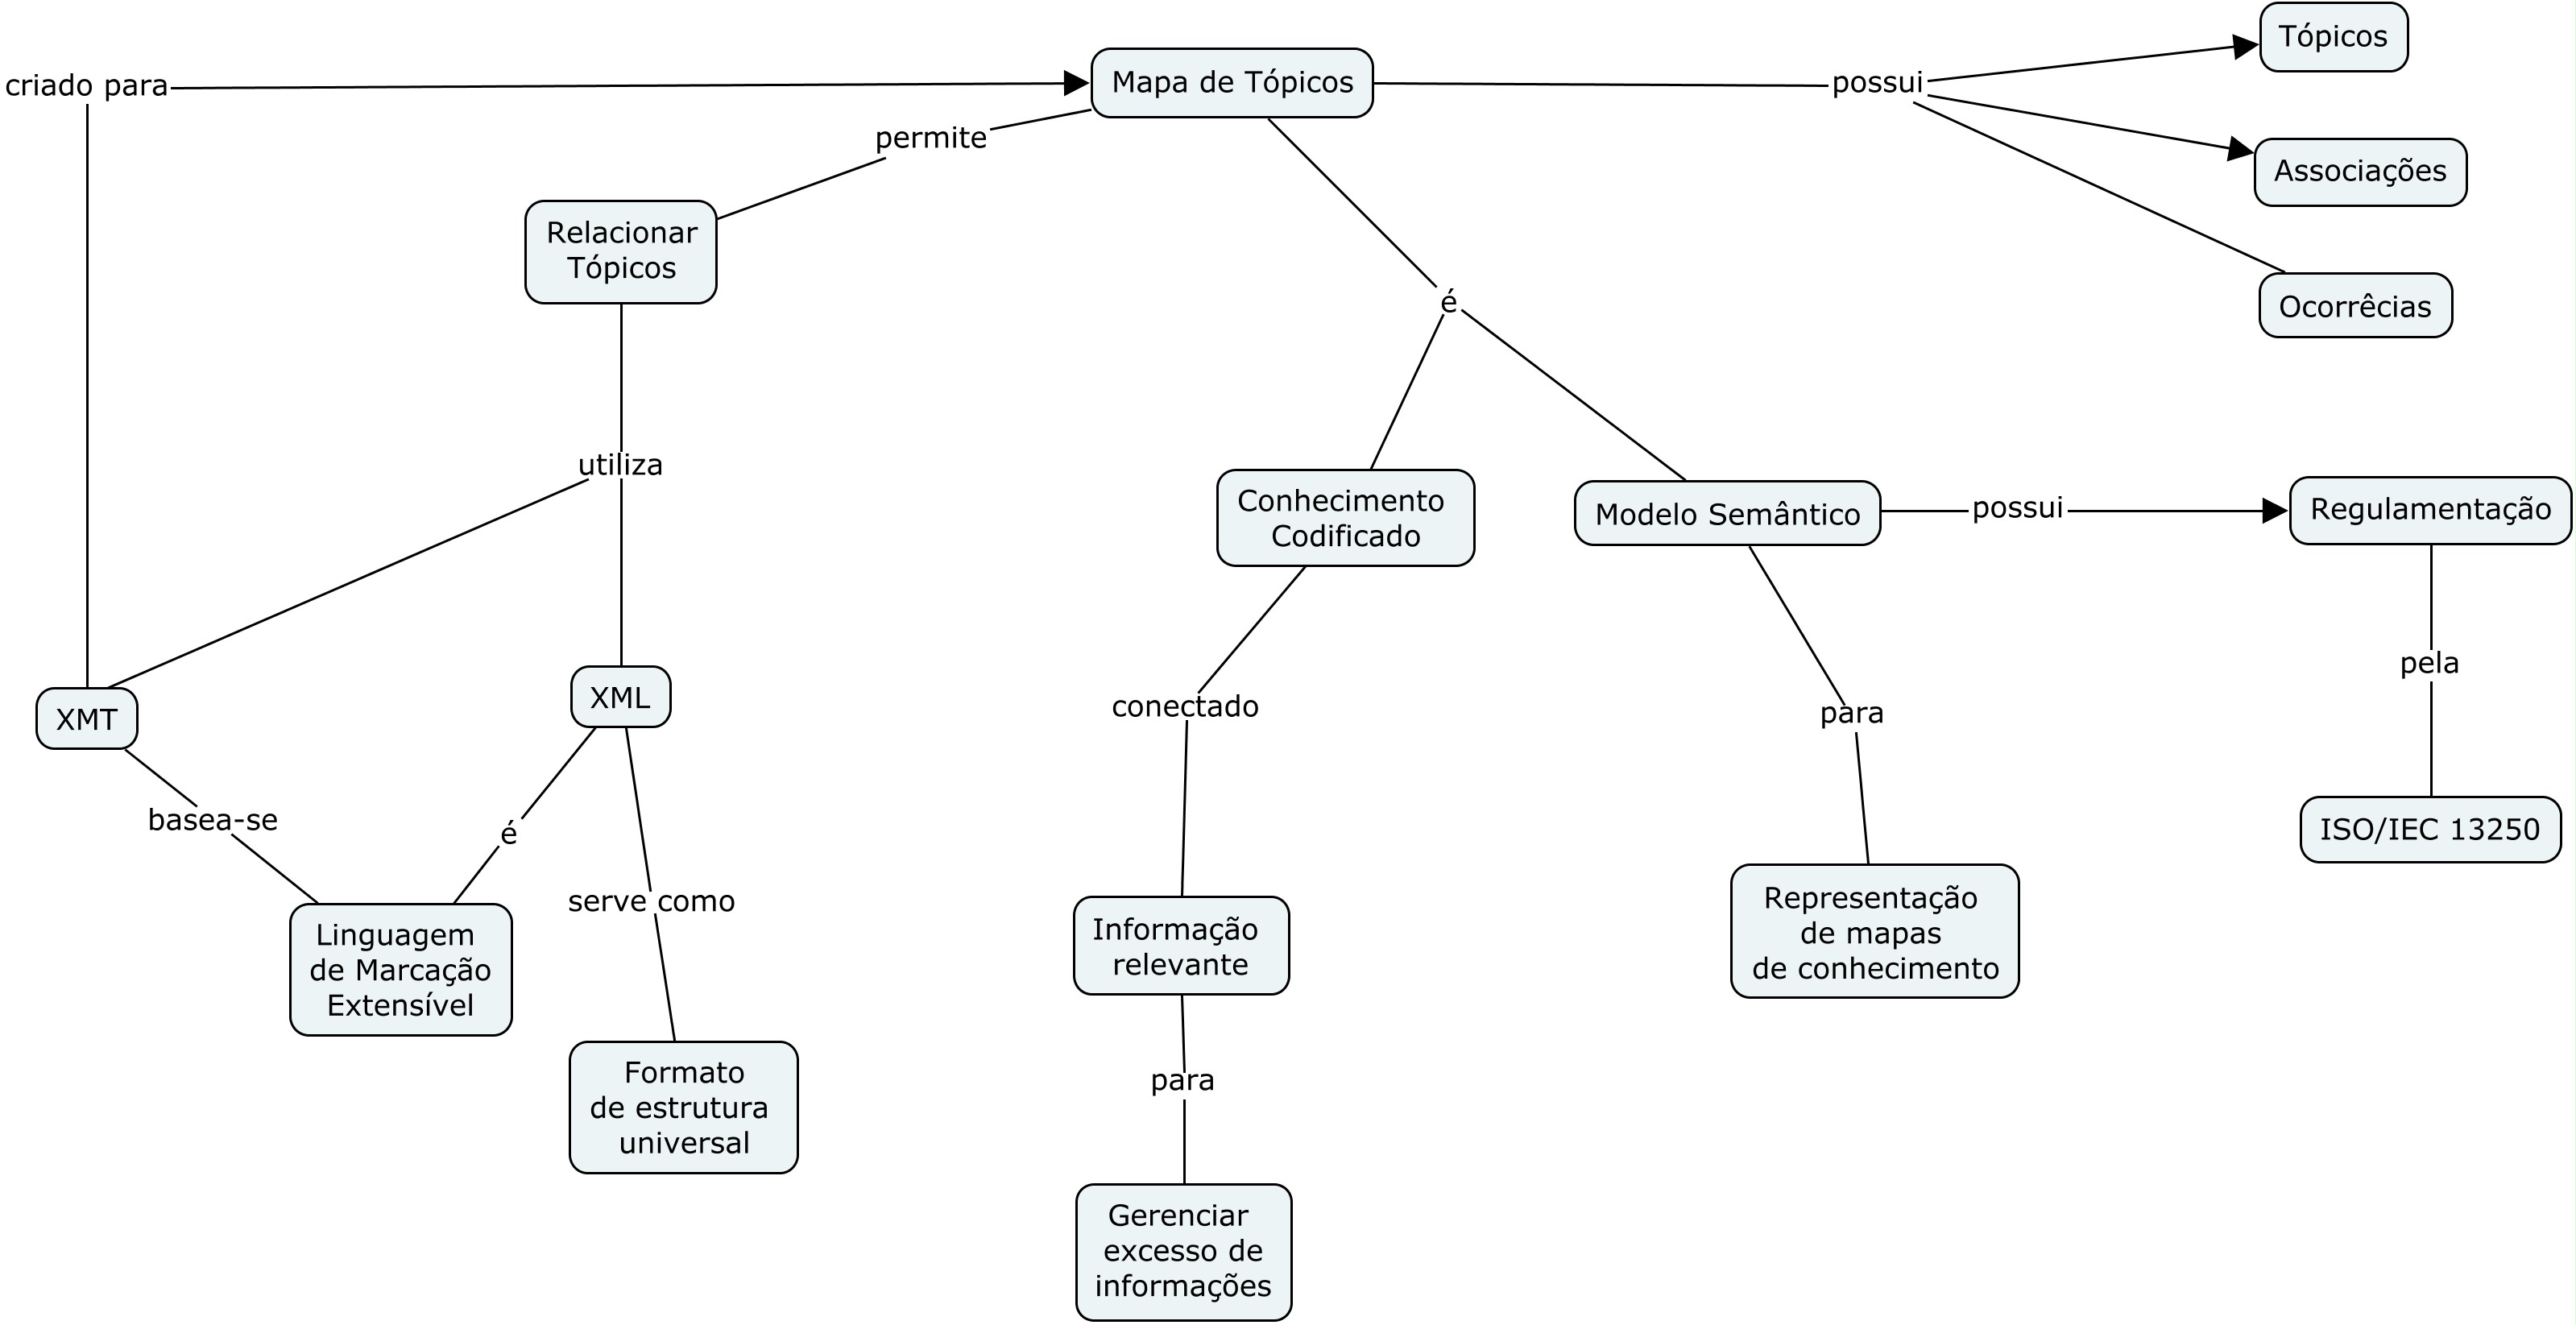 Tópicos
criado para
Mapa de Tópicos
possui
permite
Associações
Relacionar
Tópicos
é
Ocorrêcias
utiliza
Conhecimento
Codificado
Modelo Semântico
possui
Regulamentação
pela
XMT
XML
conectado
para
basea-se
é
ISO/IEC 13250
serve como
Linguagem
de Marcação
Extensível
Informação
relevante
Representação
de mapas
de conhecimento
Formato
de estrutura
universal
para
Gerenciar
excesso de
informações